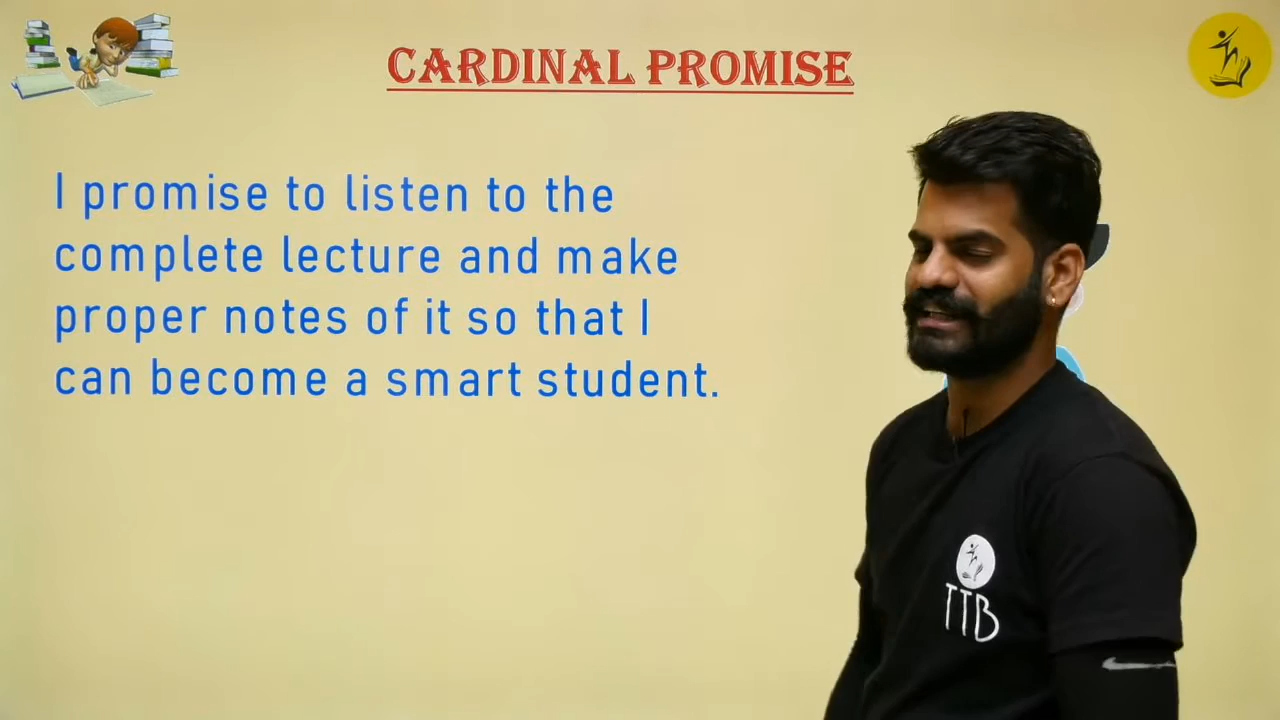 CARDINAL PROMISE
I promise to listen to the
complete lecture and make
proper notes of it so that I
can become a smart student.
TTB